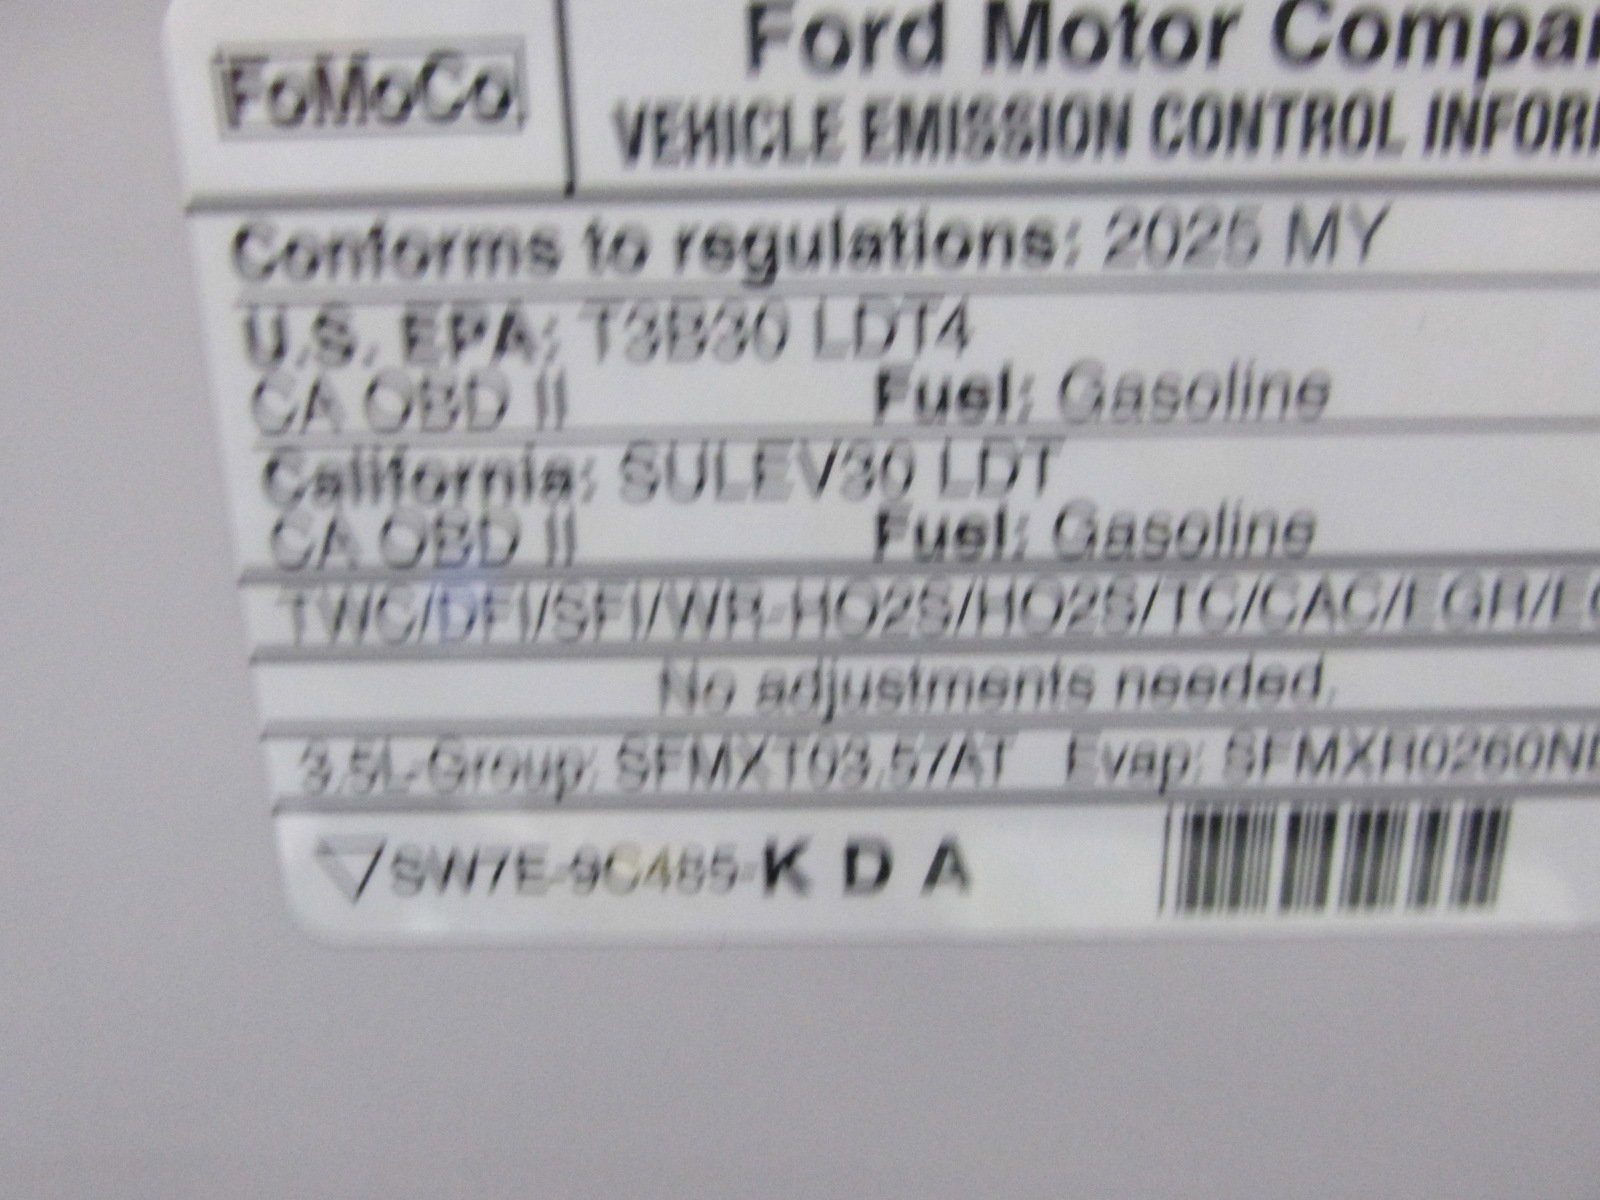 FoMoCo
Ford Motor Compa
VEHICLE EMISSION CONTROL INFOR
Conforms to regulations: 2025 MY
U.S. EPA: T3B30 LDT4
CA OBD II Fuel: Gasoline
California: SULEV30 LDT
CA OBD II Fuel: Gasoline
TWC/DFI/SFI/WR-HO2S/HO2S/TC/CAC/EGR/
No adjustments needed.
3.5L-Group: SFMXT03.57AT Evap: SFMXH0260N
SW7E-9C485-K D A